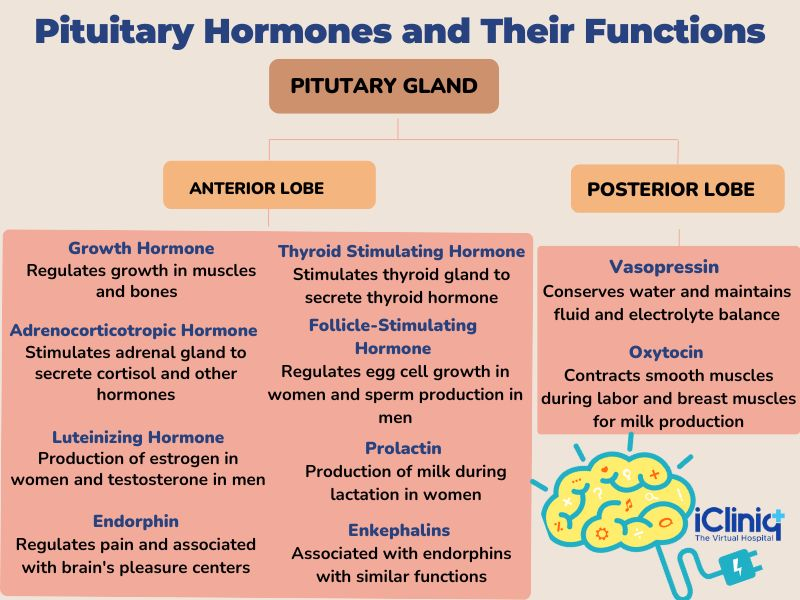 Pituitary Hormones and Their Functions
PITUTARY GLAND
ANTERIOR LOBE
POSTERIOR LOBE
Growth Hormone
Regulates growth in muscles
and bones
Adrenocorticotropic Hormone
Stimulates adrenal gland to
secrete cortisol and other
hormones
Luteinizing Hormone
Production of estrogen in
women and testosterone in men
Endorphin
Regulates pain and associated
with brain's pleasure centers
Thyroid Stimulating Hormone
Stimulates thyroid gland to
secrete thyroid hormone
Follicle-Stimulating
Hormone
Regulates egg cell growth in
women and sperm production in
men
Prolactin
Production of milk during
lactation in women
Enkephalins
Associated with endorphins
with similar functions
Vasopressin
Conserves water and maintains
fluid and electrolyte balance
Oxytocin
Contracts smooth muscles
during labor and breast muscles
for milk production
iCliniq
The Virtual Hospital